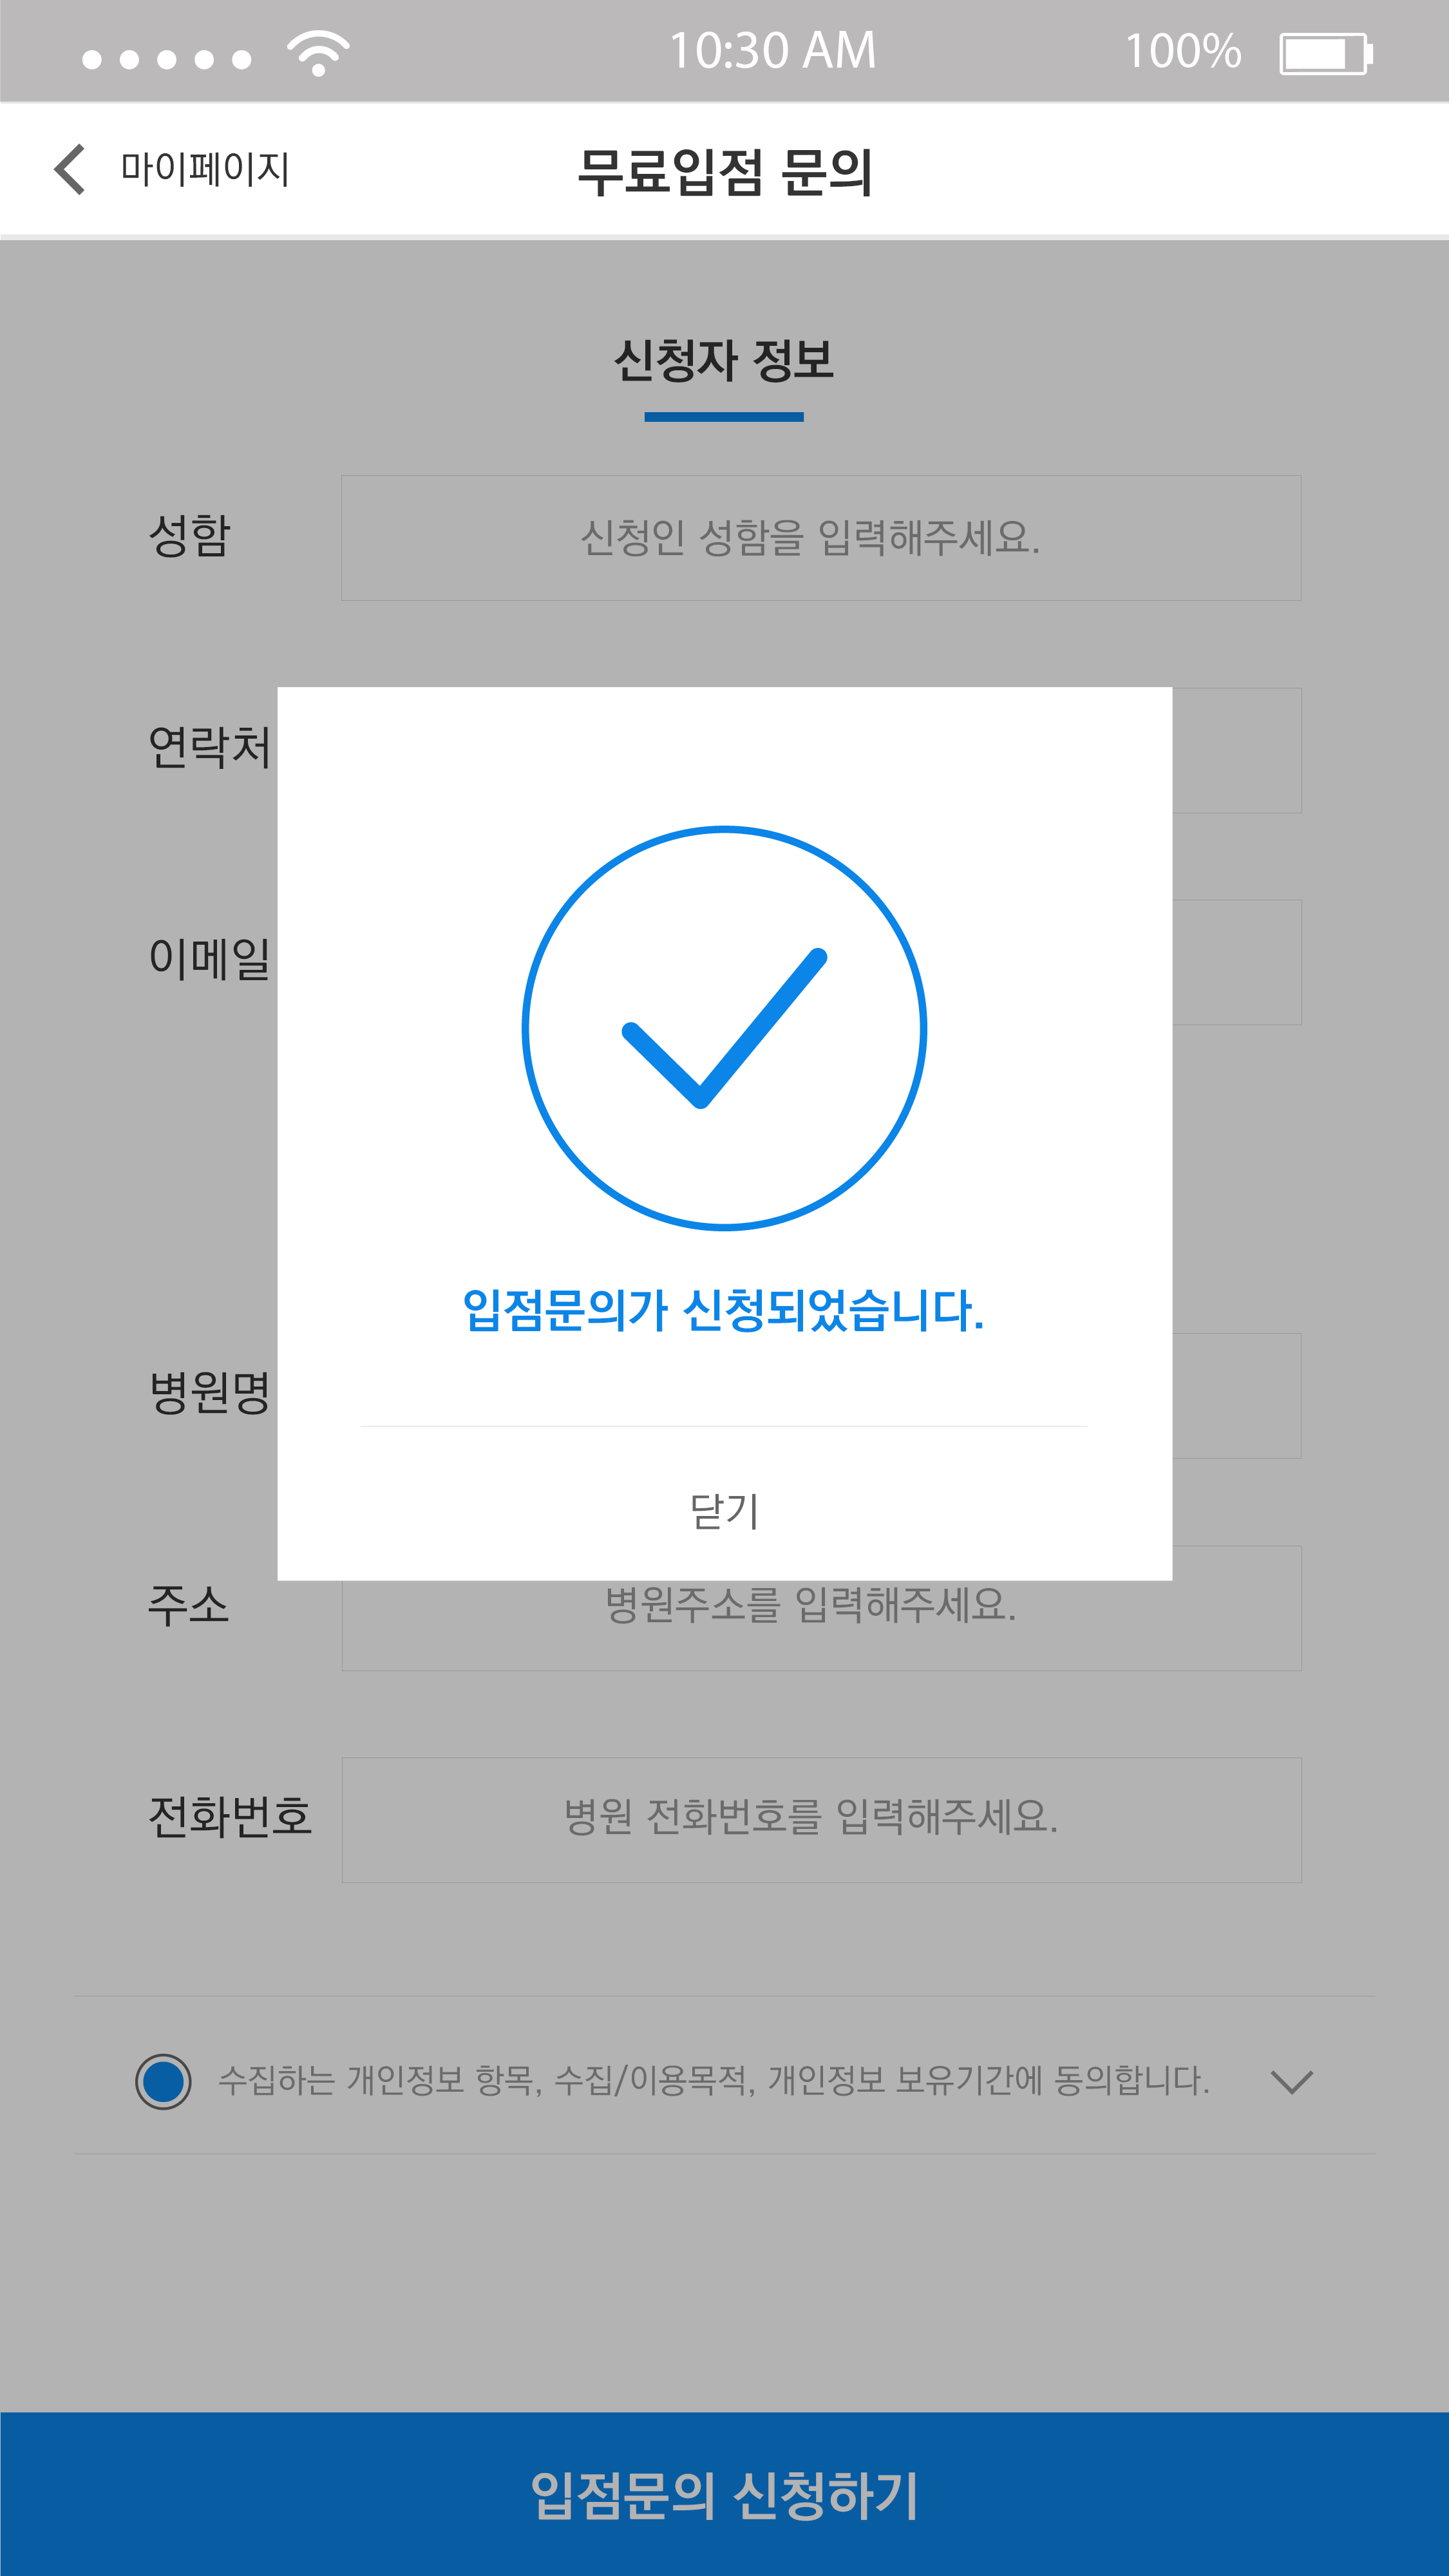 10:30 AM 100%
마이페이지 무료입점 문의
신청자 정보
성함 신청인 성함을 입력해주세요.
연락처
이메일
입점문의가 신청되었습니다.
병원명
닫기
주소 병원주소를 입력해주세요.
전화번호 병원 전화번호를 입력해주세요.
수집하는 개인정보 항목, 수집/이용목적, 개인정보 보유기간에 동의합니다.
입점문의 신청하기